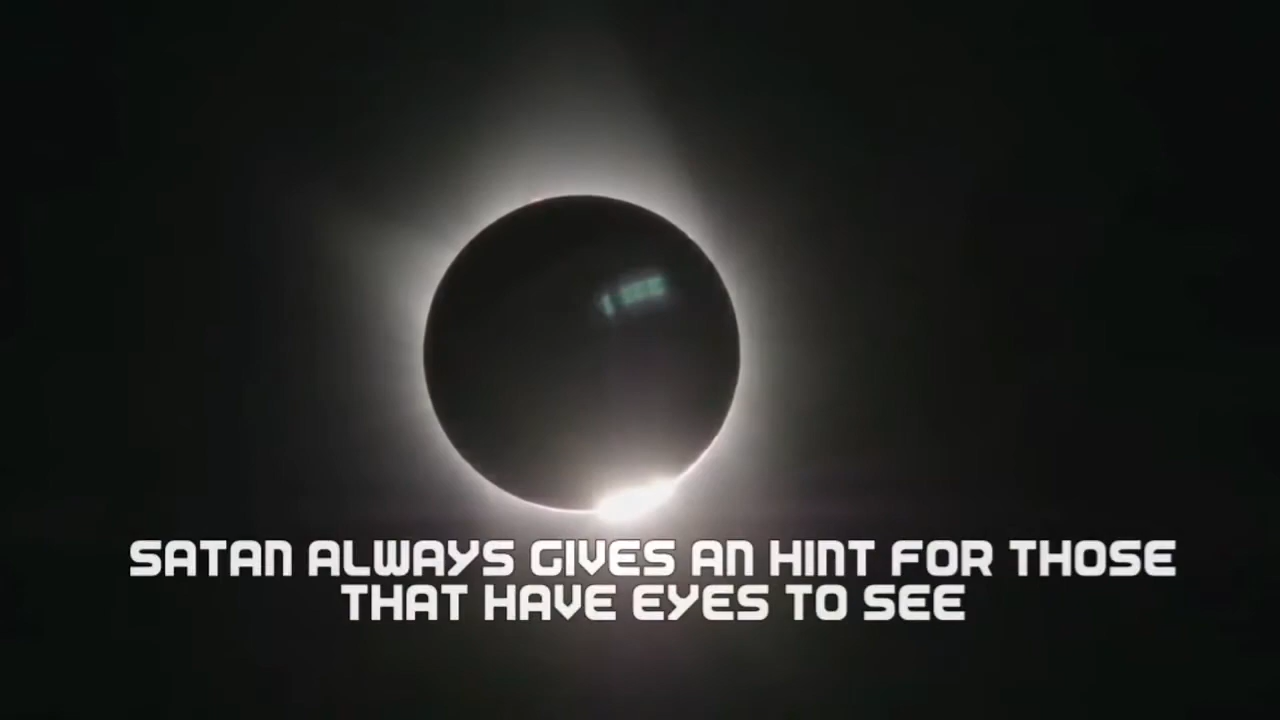 SATAN ALWAYS GIVES AN HINT FOR THOSE
THAT HAVE EYES TO SEE